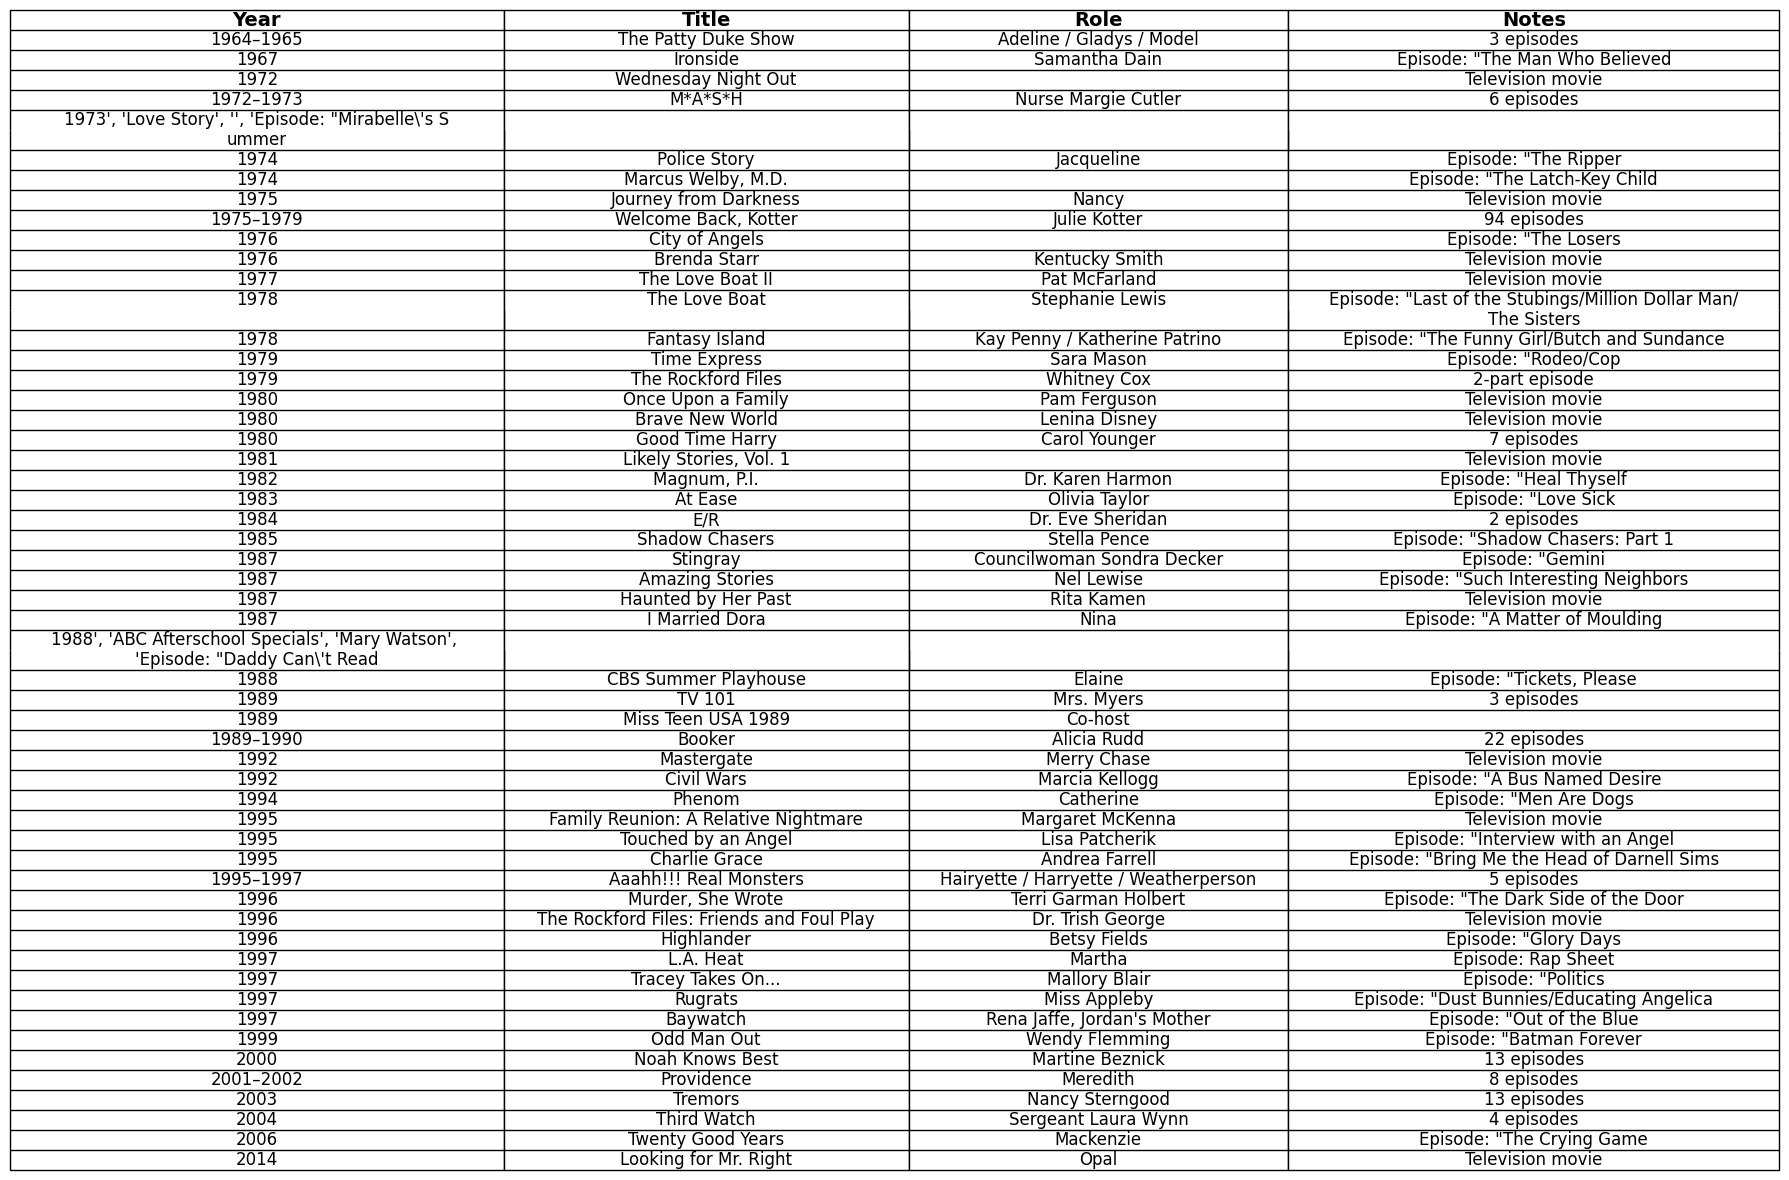 Year Title Role Notes
1964–1965 The Patty Duke Show Adeline / Gladys / Model 3 episodes
1967 Ironside Samantha Dain Episode: "The Man Who Believed
1972 Wednesday Night Out Television movie
1972–1973 M*A*S*H Nurse Margie Cutler 6 episodes
1973', 'Love Story', '', 'Episode: "Mirabelle\'s S
ummer
1974 Police Story Jacqueline Episode: "The Ripper
1974 Marcus Welby, M.D. Episode: "The Latch-Key Child
1975 Journey from Darkness Nancy Television movie
1975–1979 Welcome Back, Kotter Julie Kotter 94 episodes
1976 City of Angels Episode: "The Losers
1976 Brenda Starr Kentucky Smith Television movie
1977 The Love Boat II Pat McFarland Television movie
1978 The Love Boat Stephanie Lewis Episode: "Last of the Stubings/Million Dollar Man/
The Sisters
1978 Fantasy Island Kay Penny / Katherine Patrino Episode: "The Funny Girl/Butch and Sundance
1979 Time Express Sara Mason Episode: "Rodeo/Cop
1979 The Rockford Files Whitney Cox 2-part episode
1980 Once Upon a Family Pam Ferguson Television movie
1980 Brave New World Lenina Disney Television movie
1980 Good Time Harry Carol Younger 7 episodes
1981 Likely Stories, Vol. 1 Television movie
1982 Magnum, P.I. Dr. Karen Harmon Episode: "Heal Thyself
1983 At Ease Olivia Taylor Episode: "Love Sick
1984 E/R Dr. Eve Sheridan 2 episodes
1985 Shadow Chasers Stella Pence Episode: "Shadow Chasers: Part 1
1987 Stingray Councilwoman Sondra Decker Episode: "Gemini
1987 Amazing Stories Nel Lewise Episode: "Such Interesting Neighbors
1987 Haunted by Her Past Rita Kamen Television movie
1987 I Married Dora Nina Episode: "A Matter of Moulding
1988', 'ABC Afterschool Specials', 'Mary Watson',
'Episode: "Daddy Can\'t Read
1988 CBS Summer Playhouse Elaine Episode: "Tickets, Please
1989 TV 101 Mrs. Myers 3 episodes
1989 Miss Teen USA 1989 Co-host
1989–1990 Booker Alicia Rudd 22 episodes
1992 Mastergate Merry Chase Television movie
1992 Civil Wars Marcia Kellogg Episode: "A Bus Named Desire
1994 Phenom Catherine Episode: "Men Are Dogs
1995 Family Reunion: A Relative Nightmare Margaret McKenna Television movie
1995 Touched by an Angel Lisa Patcherik Episode: "Interview with an Angel
1995 Charlie Grace Andrea Farrell Episode: "Bring Me the Head of Darnell Sims
1995–1997 Aaahh!!! Real Monsters Hairyette / Harryette / Weatherperson 5 episodes
1996 Murder, She Wrote Terri Garman Holbert Episode: "The Dark Side of the Door
1996 The Rockford Files: Friends and Foul Play Dr. Trish George Television movie
1996 Highlander Betsy Fields Episode: "Glory Days
1997 L.A. Heat Martha Episode: Rap Sheet
1997 Tracey Takes On... Mallory Blair Episode: "Politics
1997 Rugrats Miss Appleby Episode: "Dust Bunnies/Educating Angelica
1997 Baywatch Rena Jaffe, Jordan's Mother Episode: "Out of the Blue
1999 Odd Man Out Wendy Flemming Episode: "Batman Forever
2000 Noah Knows Best Martine Beznick 13 episodes
2001–2002 Providence Meredith 8 episodes
2003 Tremors Nancy Sterngood 13 episodes
2004 Third Watch Sergeant Laura Wynn 4 episodes
2006 Twenty Good Years Mackenzie Episode: "The Crying Game
2014 Looking for Mr. Right Opal Television movie